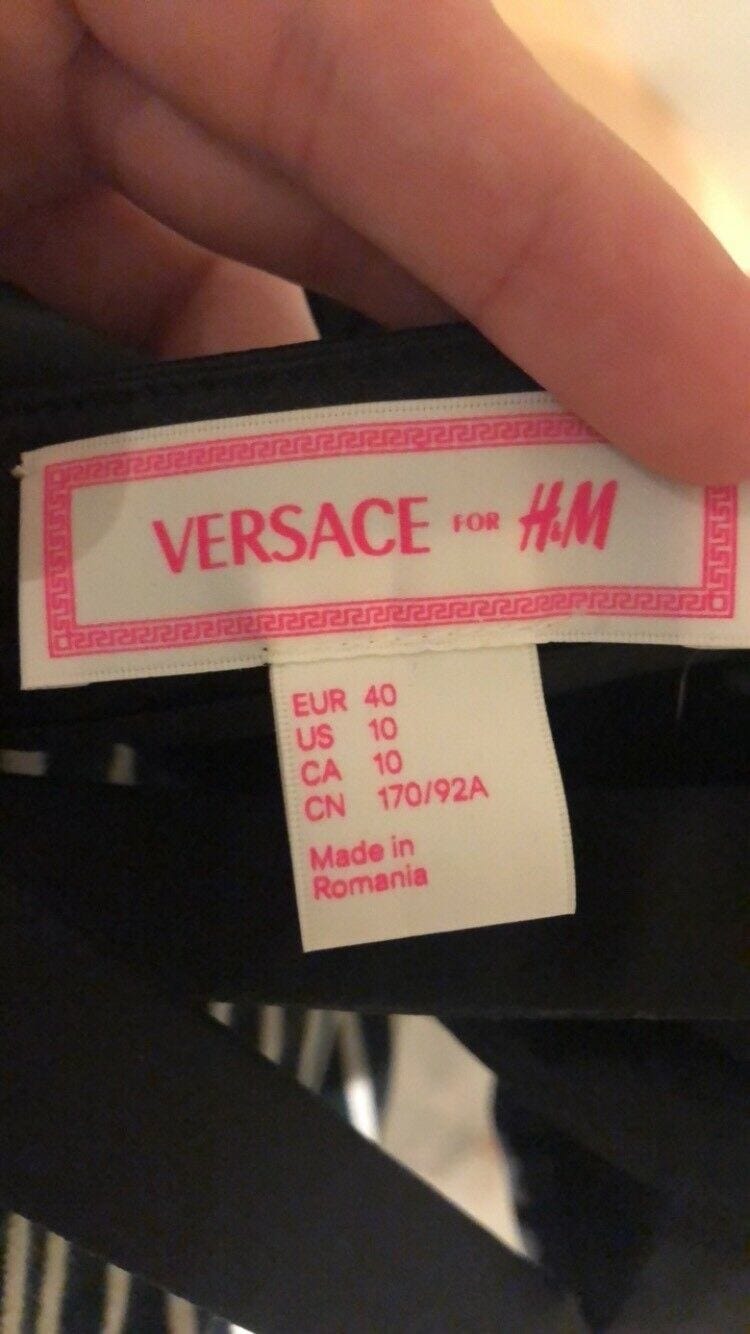 VERSACE FOR H&M
EUR 40
US 10
CA 10
CN 170/92A
Made in
Romania